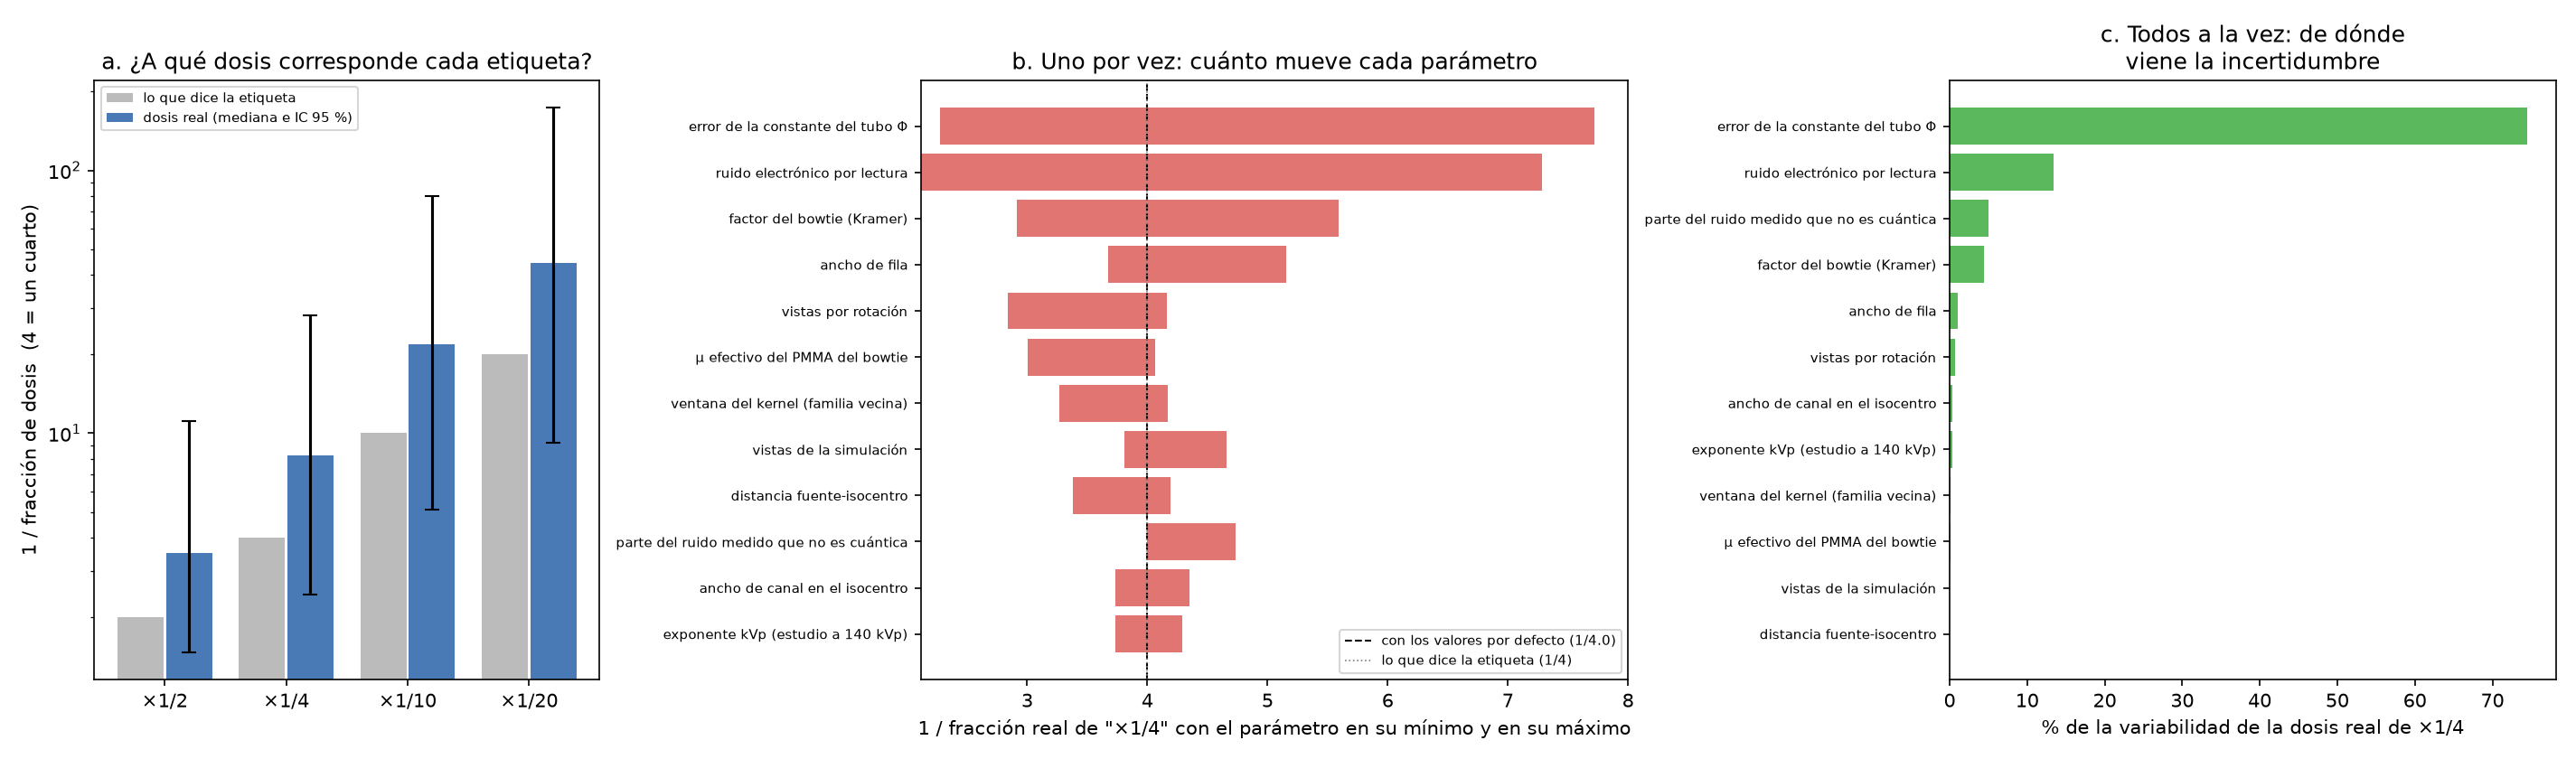 a. ¿A qué dosis corresponde cada etiqueta?
lo que dice la etiqueta
dosis real (mediana e IC 95 %)
1 / fracción de dosis  (4 = un cuarto)
10²
10¹
×1/2
×1/4
×1/10
×1/20
b. Uno por vez: cuánto mueve cada parámetro
error de la constante del tubo Φ
ruido electrónico por lectura
factor del bowtie (Kramer)
ancho de fila
vistas por rotación
μ efectivo del PMMA del bowtie
ventana del kernel (familia vecina)
vistas de la simulación
distancia fuente-isocentro
parte del ruido medido que no es cuántica
ancho de canal en el isocentro
exponente kVp (estudio a 140 kVp)
con los valores por defecto (1/4.0)
lo que dice la etiqueta (1/4)
3
4
5
6
7
8
1 / fracción real de "×1/4" con el parámetro en su mínimo y en su máximo
c. Todos a la vez: de dónde
viene la incertidumbre
error de la constante del tubo Φ
ruido electrónico por lectura
parte del ruido medido que no es cuántica
factor del bowtie (Kramer)
ancho de fila
vistas por rotación
ancho de canal en el isocentro
exponente kVp (estudio a 140 kVp)
ventana del kernel (familia vecina)
μ efectivo del PMMA del bowtie
vistas de la simulación
distancia fuente-isocentro
0
10
20
30
40
50
60
70
% de la variabilidad de la dosis real de ×1/4